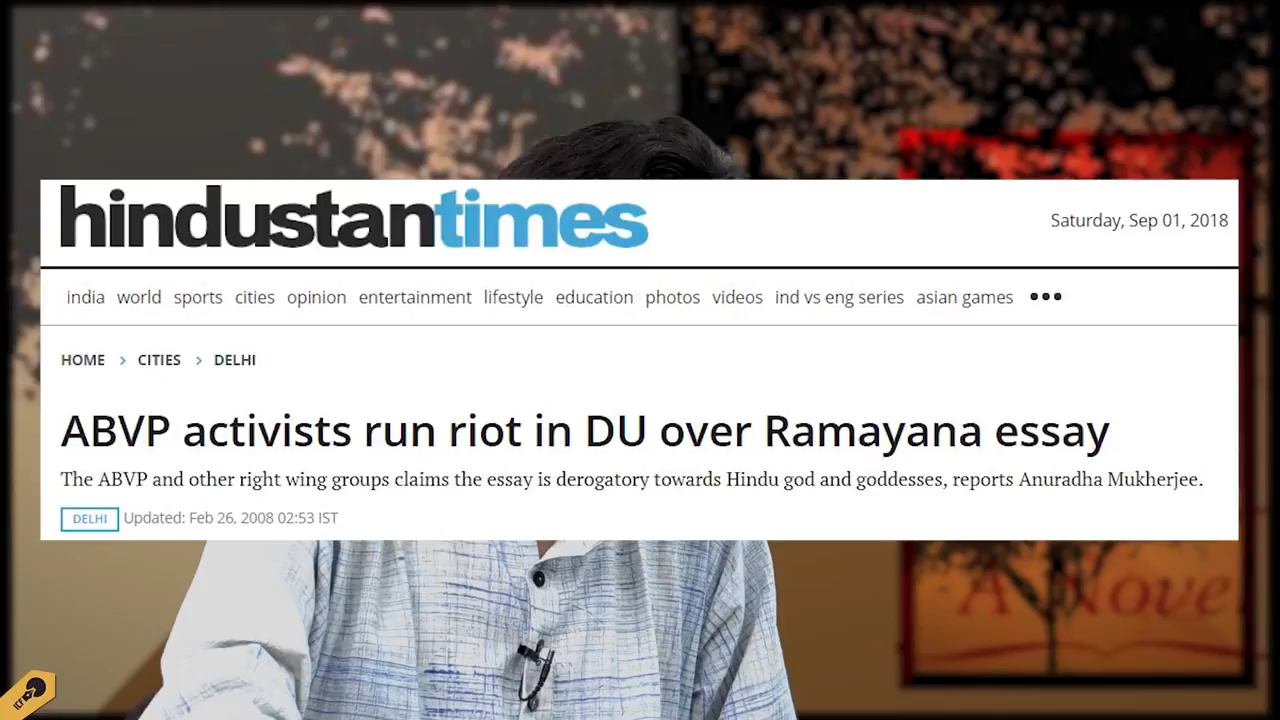 hindustantimes
Saturday, Sep 01, 2018
india world sports cities opinion entertainment lifestyle education photos videos ind vs eng series asian games •••
HOME > CITIES > DELHI
ABVP activists run riot in DU over Ramayana essay
The ABVP and other right wing groups claims the essay is derogatory towards Hindu god and goddesses, reports Anuradha Mukherjee.
DELHI Updated: Feb 26, 2008 02:53 IST
A Nove
ICF